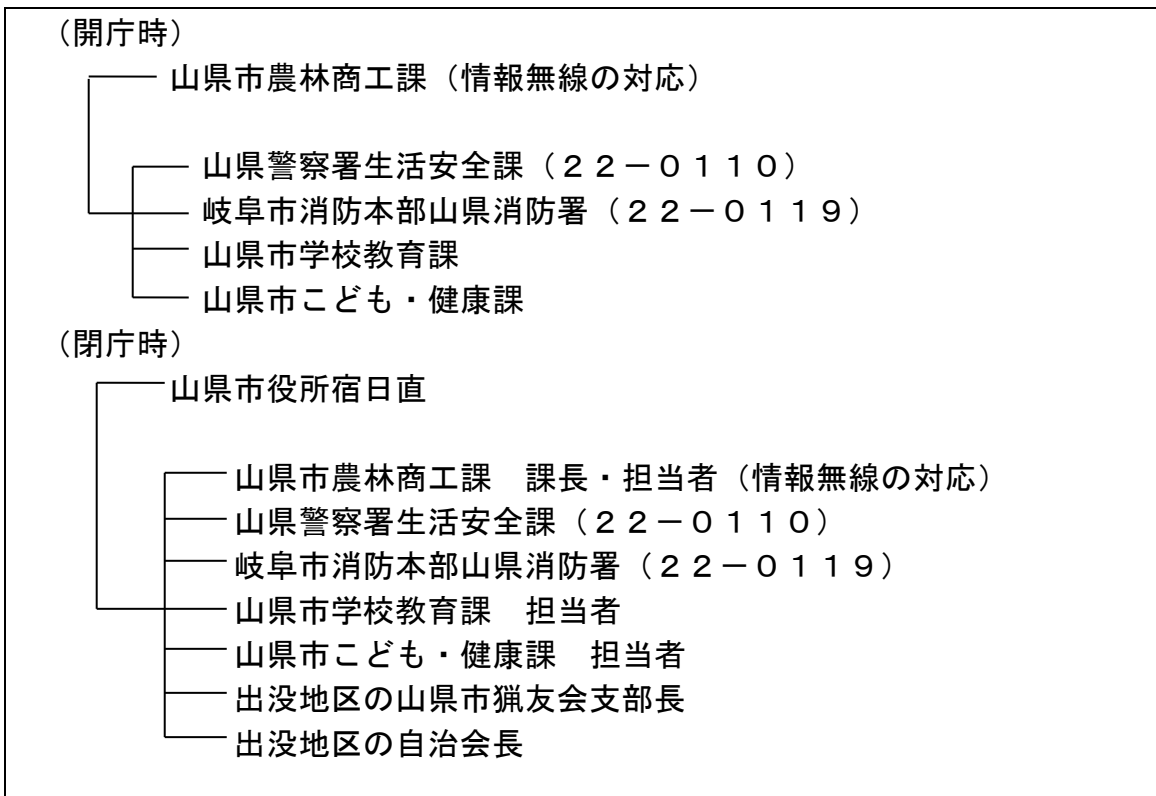 （開庁時）
山県市農林商工課（情報無線の対応）
山県警察署生活安全課（２２－０１１０）
岐阜市消防本部山県消防署（２２－０１１９）
山県市学校教育課
山県市こども・健康課
（閉庁時）
山県市役所宿日直
山県市農林商工課　課長・担当者（情報無線の対応）
山県警察署生活安全課（２２－０１１０）
岐阜市消防本部山県消防署（２２－０１１９）
山県市学校教育課　担当者
山県市こども・健康課　担当者
出没地区の山県市猟友会支部長
出没地区の自治会長